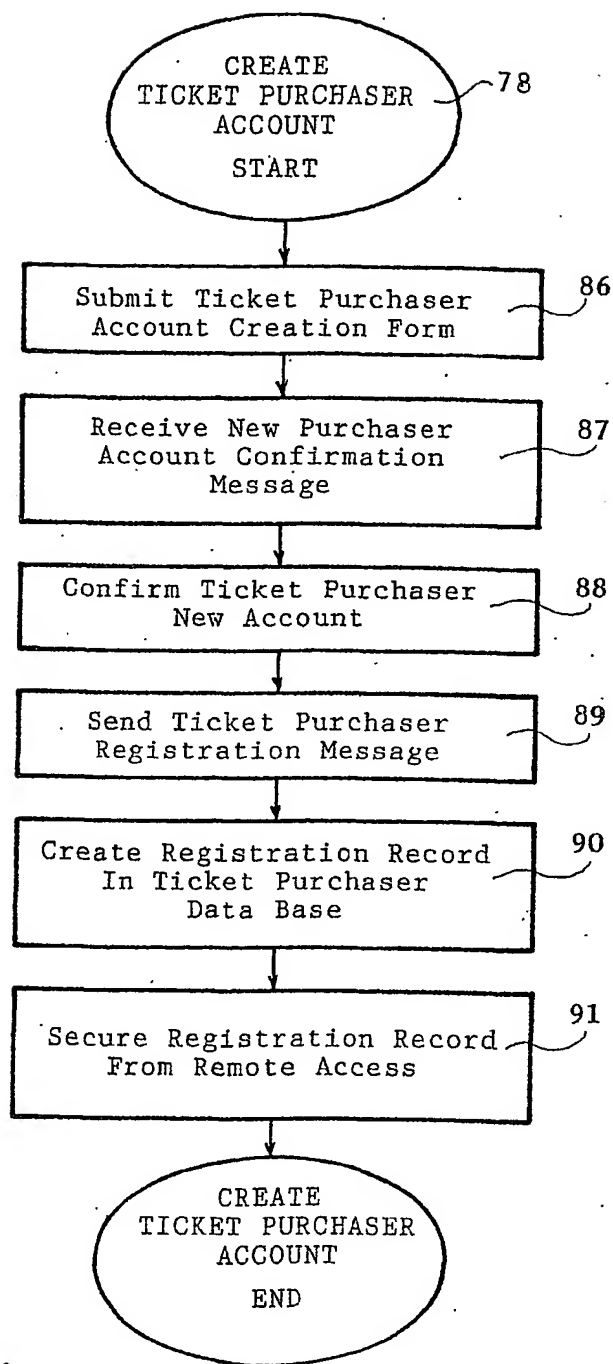 CREATE
TICKET PURCHASER
ACCOUNT
START
78
Submit Ticket Purchaser
Account Creation Form
86
Receive New Purchaser
Account Confirmation
Message
87
Confirm Ticket Purchaser
New Account
88
Send Ticket Purchaser
Registration Message
89
Create Registration Record
In Ticket Purchaser
Data Base
90
Secure Registration Record
From Remote Access
91
CREATE
TICKET PURCHASER
ACCOUNT
END